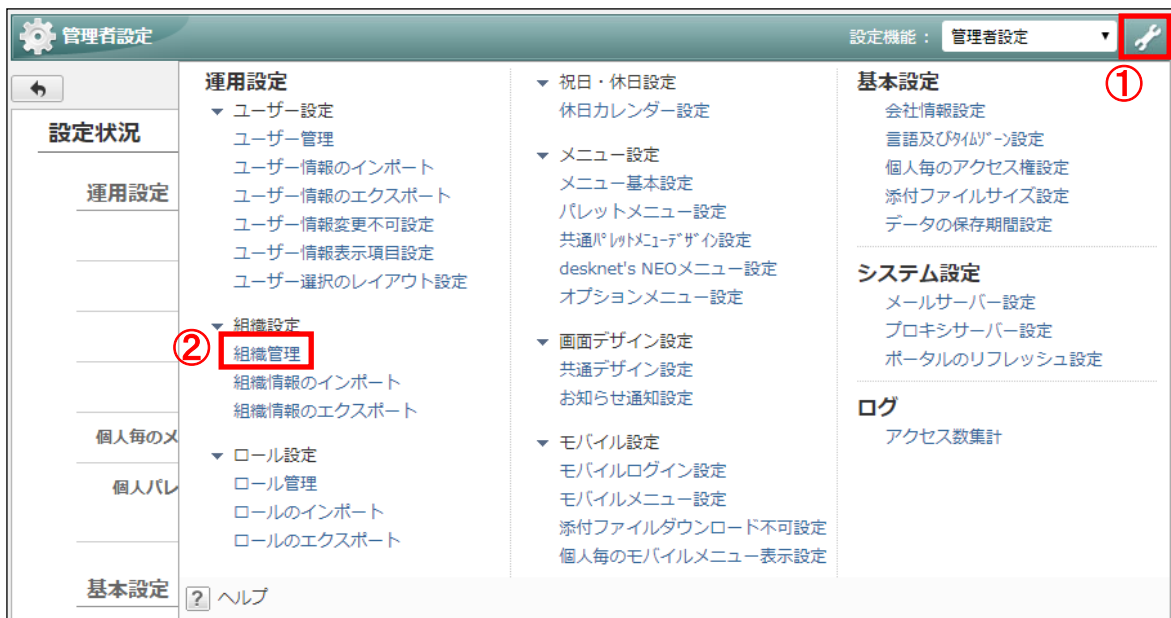 管理者設定
設定機能： 管理者設定
①
設定状況
運用設定
個人毎のメ
個人パレ
基本設定
運用設定
ユーザー設定
ユーザー管理
ユーザー情報のインポート
ユーザー情報のエクスポート
ユーザー情報変更不可設定
ユーザー情報表示項目設定
ユーザー選択のレイアウト設定
組織設定
②
組織管理
組織情報のインポート
組織情報のエクスポート
ロール設定
ロール管理
ロールのインポート
ロールのエクスポート
祝日・休日設定
休日カレンダー設定
メニュー設定
メニュー基本設定
パレットメニュー設定
共通ﾊﾟﾚｯﾄﾒﾆｭｰﾃﾞｻﾞｲﾝ設定
desknet's NEOメニュー設定
オプションメニュー設定
画面デザイン設定
共通デザイン設定
お知らせ通知設定
モバイル設定
モバイルログイン設定
モバイルメニュー設定
添付ファイルダウンロード不可設定
個人毎のモバイルメニュー表示設定
基本設定
会社情報設定
言語及びﾀｲﾑｿﾞｰﾝ設定
個人毎のアクセス権設定
添付ファイルサイズ設定
データの保存期間設定
システム設定
メールサーバー設定
プロキシサーバー設定
ポータルのリフレッシュ設定
ログ
アクセス数集計
? ヘルプ